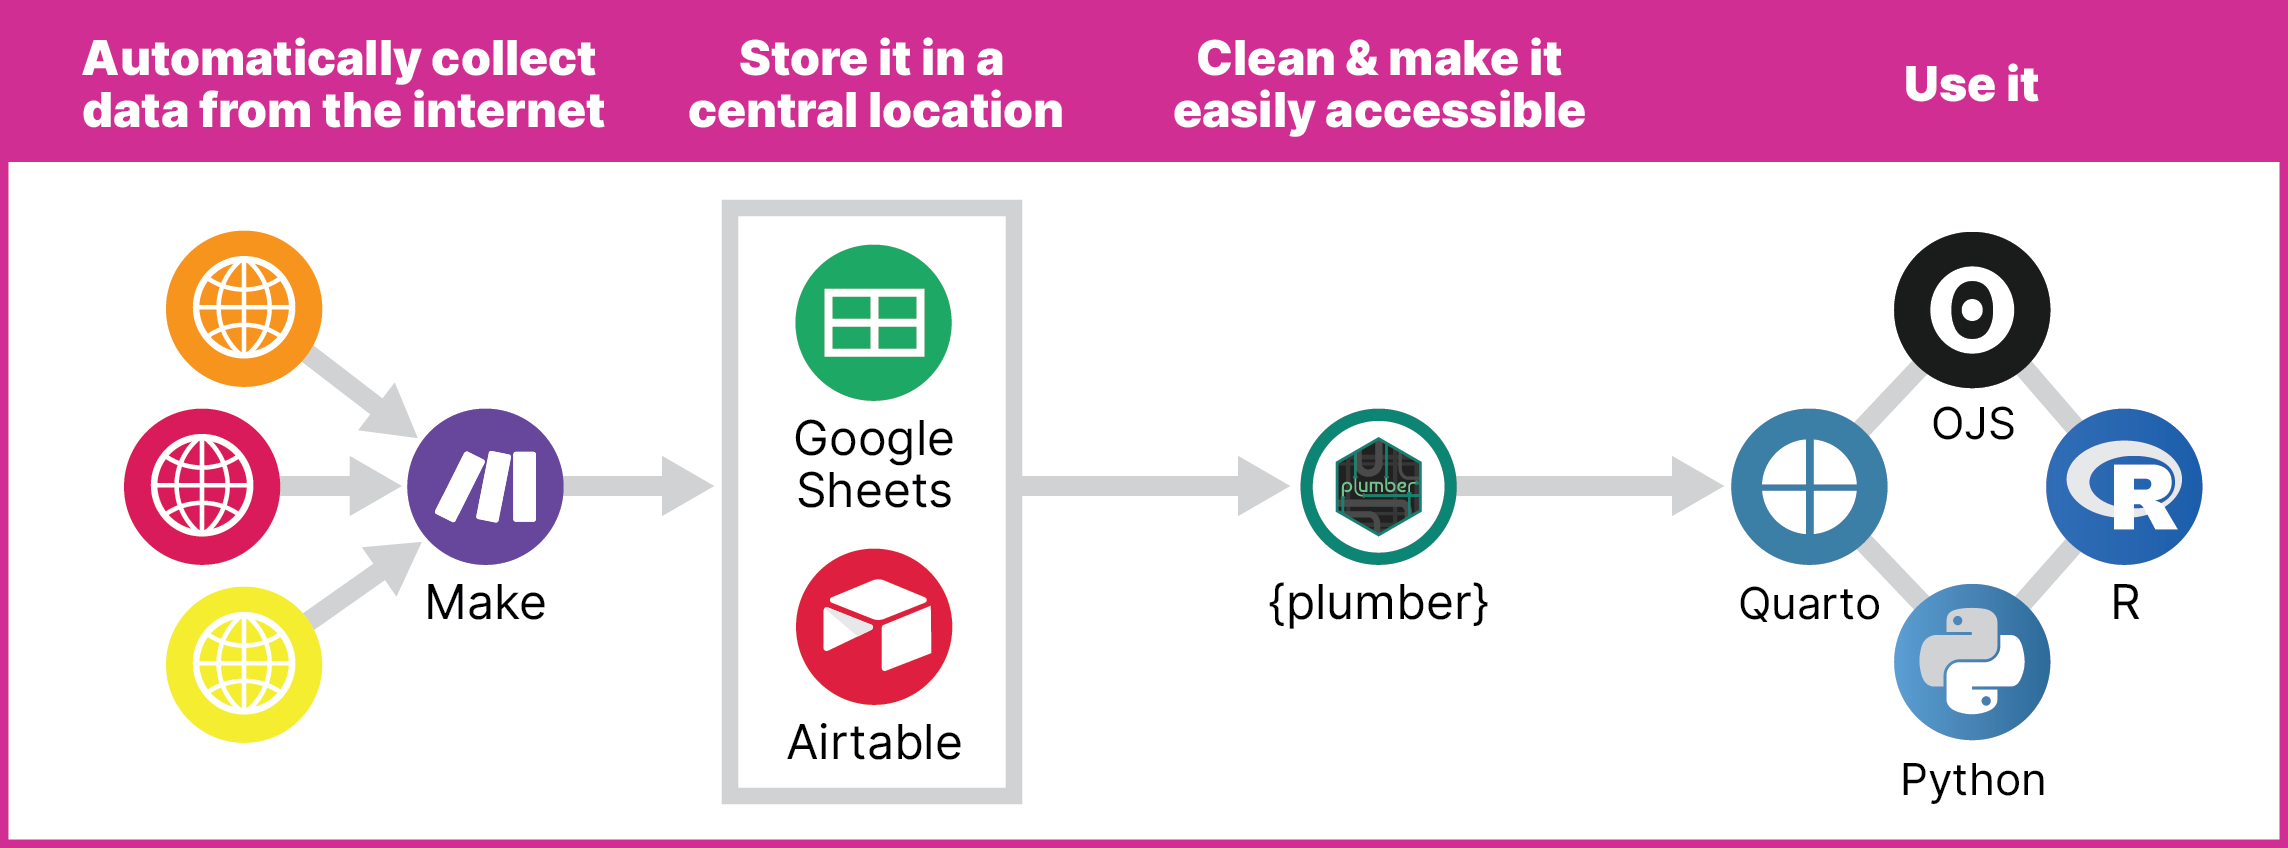 Automatically collect
data from the internet
Store it in a
central location
Clean & make it
easily accessible
Use it
Make
Google
Sheets
Airtable
plumber
{plumber}
OJS
Quarto
R
R
Python